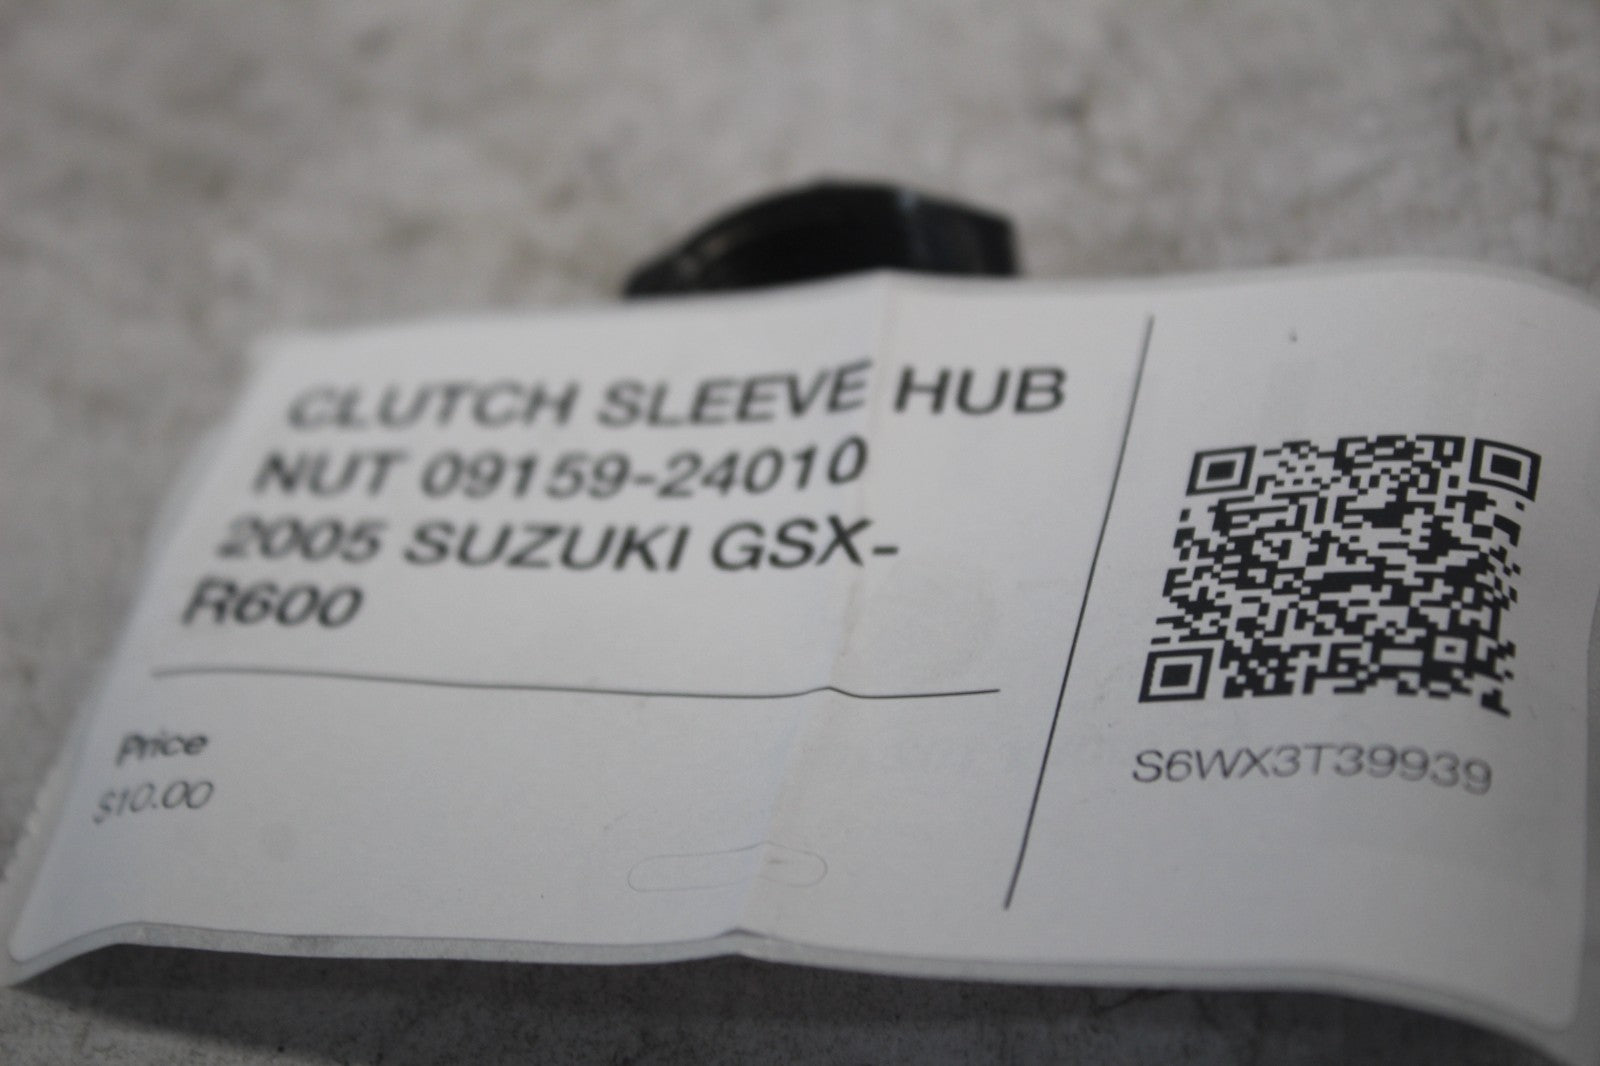 CLUTCH SLEEVE HUB
NUT 09159-24010
2005 SUZUKI GSX-
R600
Price
$10.00
S6WX3T39939